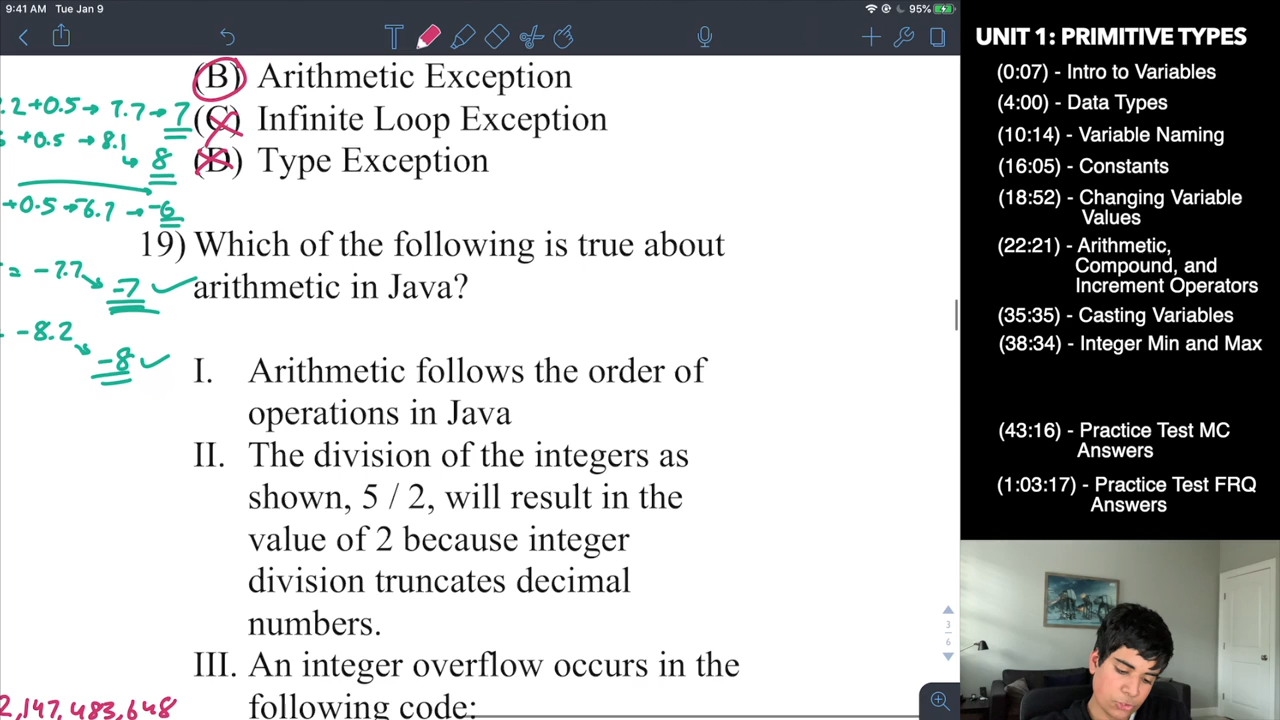 9:41 AM Tue Jan 9
95%
(B) Arithmetic Exception
(C) Infinite Loop Exception
(D) Type Exception
.2 +0.5 → 7.7 → 7
+0.5 → 8.1
→ 8
+0.5 → -6.7 → -6
= -7.7
-7
-8.2
-8
19) Which of the following is true about
arithmetic in Java?
I. Arithmetic follows the order of
operations in Java
II. The division of the integers as
shown, 5 / 2, will result in the
value of 2 because integer
division truncates decimal
numbers.
III. An integer overflow occurs in the
following code:
2,147,483,648
3
6
UNIT 1: PRIMITIVE TYPES
(0:07) - Intro to Variables
(4:00) - Data Types
(10:14) - Variable Naming
(16:05) - Constants
(18:52) - Changing Variable
Values
(22:21) - Arithmetic,
Compound, and
Increment Operators
(35:35) - Casting Variables
(38:34) - Integer Min and Max
(43:16) - Practice Test MC
Answers
(1:03:17) - Practice Test FRQ
Answers